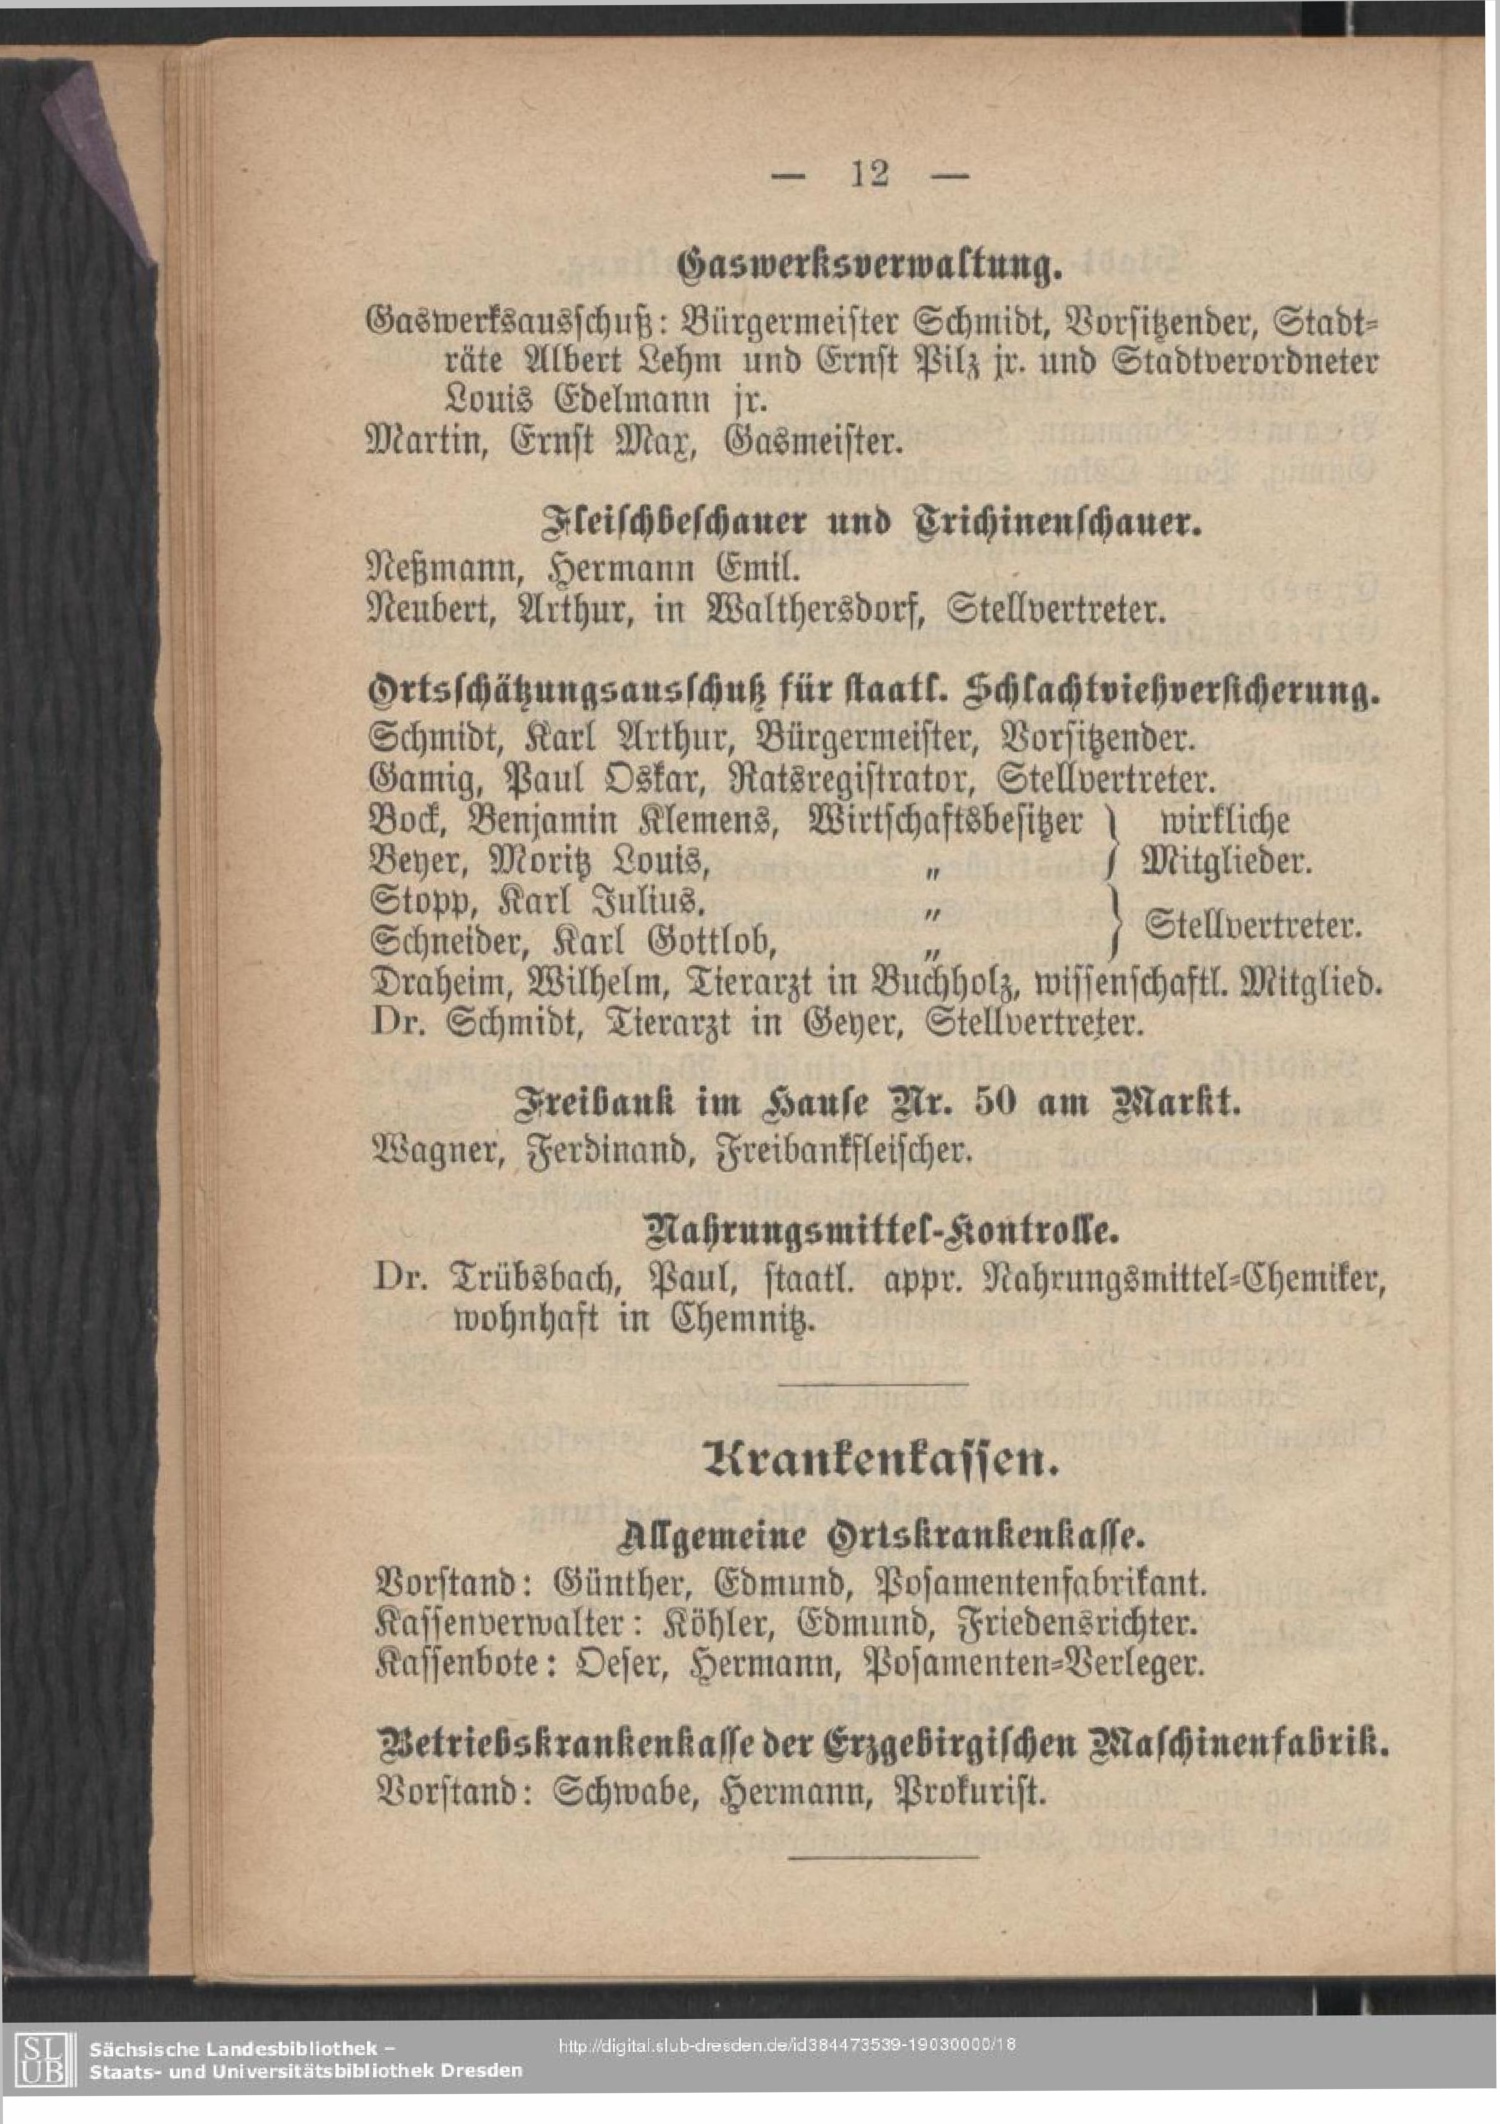 — 12 —
Gaswerksverwaltung.
Gaswerksausschuß: Bürgermeister Schmidt, Vorsitzender, Stadt-
räte Albert Lehm und Ernst Pilz jr. und Stadtverordneter
Louis Edelmann jr.
Martin, Ernst Max, Gasmeister.
Fleischbeschauer und Trichinenschauer.
Neßmann, Hermann Emil.
Neubert, Arthur, in Walthersdorf, Stellvertreter.
Ortsschätzungsausschuß für staatl. Schlachtviehversicherung.
Schmidt, Karl Arthur, Bürgermeister, Vorsitzender.
Gamig, Paul Oskar, Ratsregistrator, Stellvertreter.
Bock, Benjamin Klemens, Wirtschaftsbesitzer } wirkliche
Beyer, Moritz Louis, „ } Mitglieder.
Stopp, Karl Julius, „
Schneider, Karl Gottlob, „ } Stellvertreter.
Draheim, Wilhelm, Tierarzt in Buchholz, wissenschaftl. Mitglied.
Dr. Schmidt, Tierarzt in Geyer, Stellvertreter.
Freibank im Hause Nr. 50 am Markt.
Wagner, Ferdinand, Freibankfleischer.
Nahrungsmittel-Kontrolle.
Dr. Trübsbach, Paul, staatl. appr. Nahrungsmittel-Chemiker,
wohnhaft in Chemnitz.
Krankenkassen.
Allgemeine Ortskrankenkasse.
Vorstand: Günther, Edmund, Posamentenfabrikant.
Kassenverwalter: Köhler, Edmund, Friedensrichter.
Kassenbote: Oeser, Hermann, Posamenten-Verleger.
Betriebskrankenkasse der Erzgebirgischen Maschinenfabrik.
Vorstand: Schwabe, Hermann, Prokurist.
SLUB
Sächsische Landesbibliothek –
Staats- und Universitätsbibliothek Dresden
http://digital.slub-dresden.de/id384473539-19030000/18